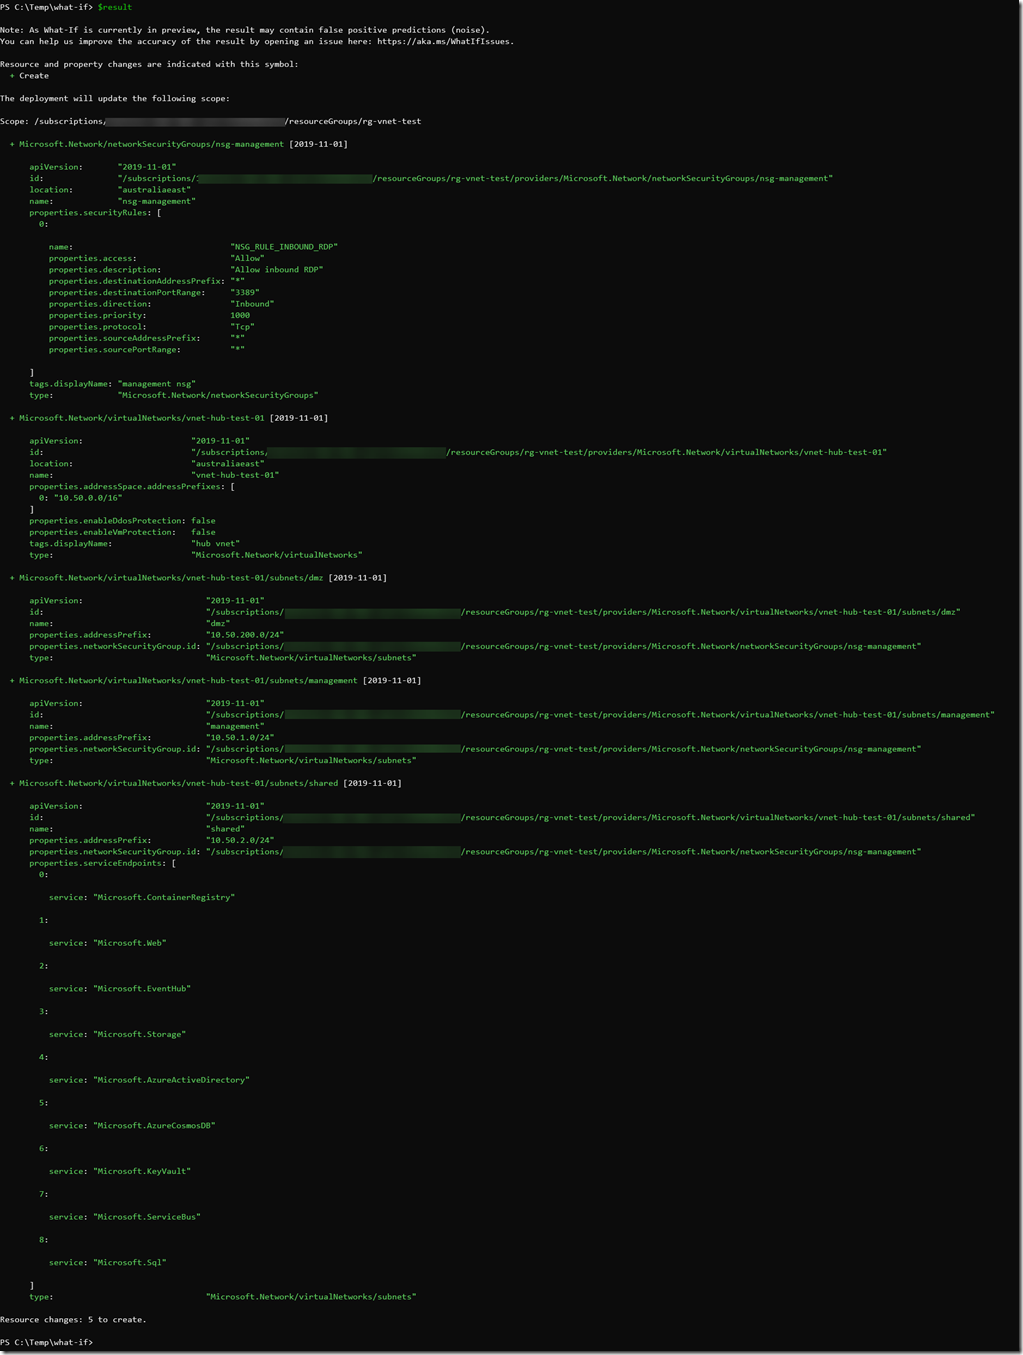 PS C:\Temp\what-if> $result
Note: As What-If is currently in preview, the result may contain false positive predictions (noise).
You can help us improve the accuracy of the result by opening an issue here: https://aka.ms/WhatIfIssues.
Resource and property changes are indicated with this symbol:
+ Create
The deployment will update the following scope:
Scope: /subscriptions/ /resourceGroups/rg-vnet-test
+ Microsoft.Network/networkSecurityGroups/nsg-management [2019-11-01]
apiVersion: "2019-11-01"
id: "/subscriptions/ /resourceGroups/rg-vnet-test/providers/Microsoft.Network/networkSecurityGroups/nsg-management"
location: "australiaeast"
name: "nsg-management"
properties.securityRules: [
0:
name: "NSG_RULE_INBOUND_RDP"
properties.access: "Allow"
properties.description: "Allow inbound RDP"
properties.destinationAddressPrefix: "*"
properties.destinationPortRange: "3389"
properties.direction: "Inbound"
properties.priority: 1000
properties.protocol: "Tcp"
properties.sourceAddressPrefix: "*"
properties.sourcePortRange: "*"
]
tags.displayName: "management nsg"
type: "Microsoft.Network/networkSecurityGroups"
+ Microsoft.Network/virtualNetworks/vnet-hub-test-01 [2019-11-01]
apiVersion: "2019-11-01"
id: "/subscriptions/ /resourceGroups/rg-vnet-test/providers/Microsoft.Network/virtualNetworks/vnet-hub-test-01"
location: "australiaeast"
name: "vnet-hub-test-01"
properties.addressSpace.addressPrefixes: [
0: "10.50.0.0/16"
]
properties.enableDdosProtection: false
properties.enableVmProtection: false
tags.displayName: "hub vnet"
type: "Microsoft.Network/virtualNetworks"
+ Microsoft.Network/virtualNetworks/vnet-hub-test-01/subnets/dmz [2019-11-01]
apiVersion: "2019-11-01"
id: "/subscriptions/ /resourceGroups/rg-vnet-test/providers/Microsoft.Network/virtualNetworks/vnet-hub-test-01/subnets/dmz"
name: "dmz"
properties.addressPrefix: "10.50.200.0/24"
properties.networkSecurityGroup.id: "/subscriptions/ /resourceGroups/rg-vnet-test/providers/Microsoft.Network/networkSecurityGroups/nsg-management"
type: "Microsoft.Network/virtualNetworks/subnets"
+ Microsoft.Network/virtualNetworks/vnet-hub-test-01/subnets/management [2019-11-01]
apiVersion: "2019-11-01"
id: "/subscriptions/ /resourceGroups/rg-vnet-test/providers/Microsoft.Network/virtualNetworks/vnet-hub-test-01/subnets/management"
name: "management"
properties.addressPrefix: "10.50.1.0/24"
properties.networkSecurityGroup.id: "/subscriptions/ /resourceGroups/rg-vnet-test/providers/Microsoft.Network/networkSecurityGroups/nsg-management"
type: "Microsoft.Network/virtualNetworks/subnets"
+ Microsoft.Network/virtualNetworks/vnet-hub-test-01/subnets/shared [2019-11-01]
apiVersion: "2019-11-01"
id: "/subscriptions/ /resourceGroups/rg-vnet-test/providers/Microsoft.Network/virtualNetworks/vnet-hub-test-01/subnets/shared"
name: "shared"
properties.addressPrefix: "10.50.2.0/24"
properties.networkSecurityGroup.id: "/subscriptions/ /resourceGroups/rg-vnet-test/providers/Microsoft.Network/networkSecurityGroups/nsg-management"
properties.serviceEndpoints: [
0:
service: "Microsoft.ContainerRegistry"
1:
service: "Microsoft.Web"
2:
service: "Microsoft.EventHub"
3:
service: "Microsoft.Storage"
4:
service: "Microsoft.AzureActiveDirectory"
5:
service: "Microsoft.AzureCosmosDB"
6:
service: "Microsoft.KeyVault"
7:
service: "Microsoft.ServiceBus"
8:
service: "Microsoft.Sql"
]
type: "Microsoft.Network/virtualNetworks/subnets"
Resource changes: 5 to create.
PS C:\Temp\what-if>